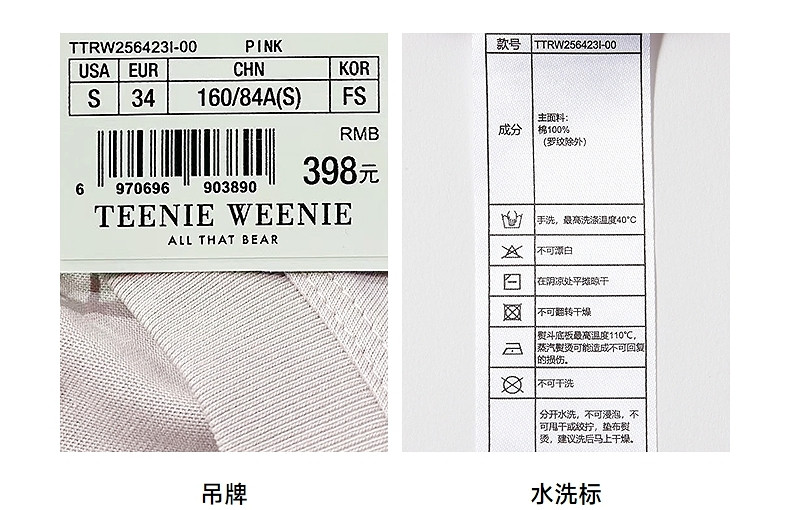 TTRW256423I-00 PINK
USA EUR CHN KOR
S 34 160/84A(S) FS
RMB
398元
6 970696 903890
TEENIE WEENIE
ALL THAT BEAR
吊牌
款号 TTRW256423I-00
成分
主面料:
棉100%
（罗纹除外）
手洗，最高洗涤温度40°C
不可漂白
在阴凉处平摊晾干
不可翻转干燥
熨斗底板最高温度110℃，
蒸汽熨烫可能造成不可回复
的损伤。
不可干洗
分开水洗，不可浸泡，不
可甩干或绞拧，垫布熨
烫，建议洗后马上干燥。
水洗标